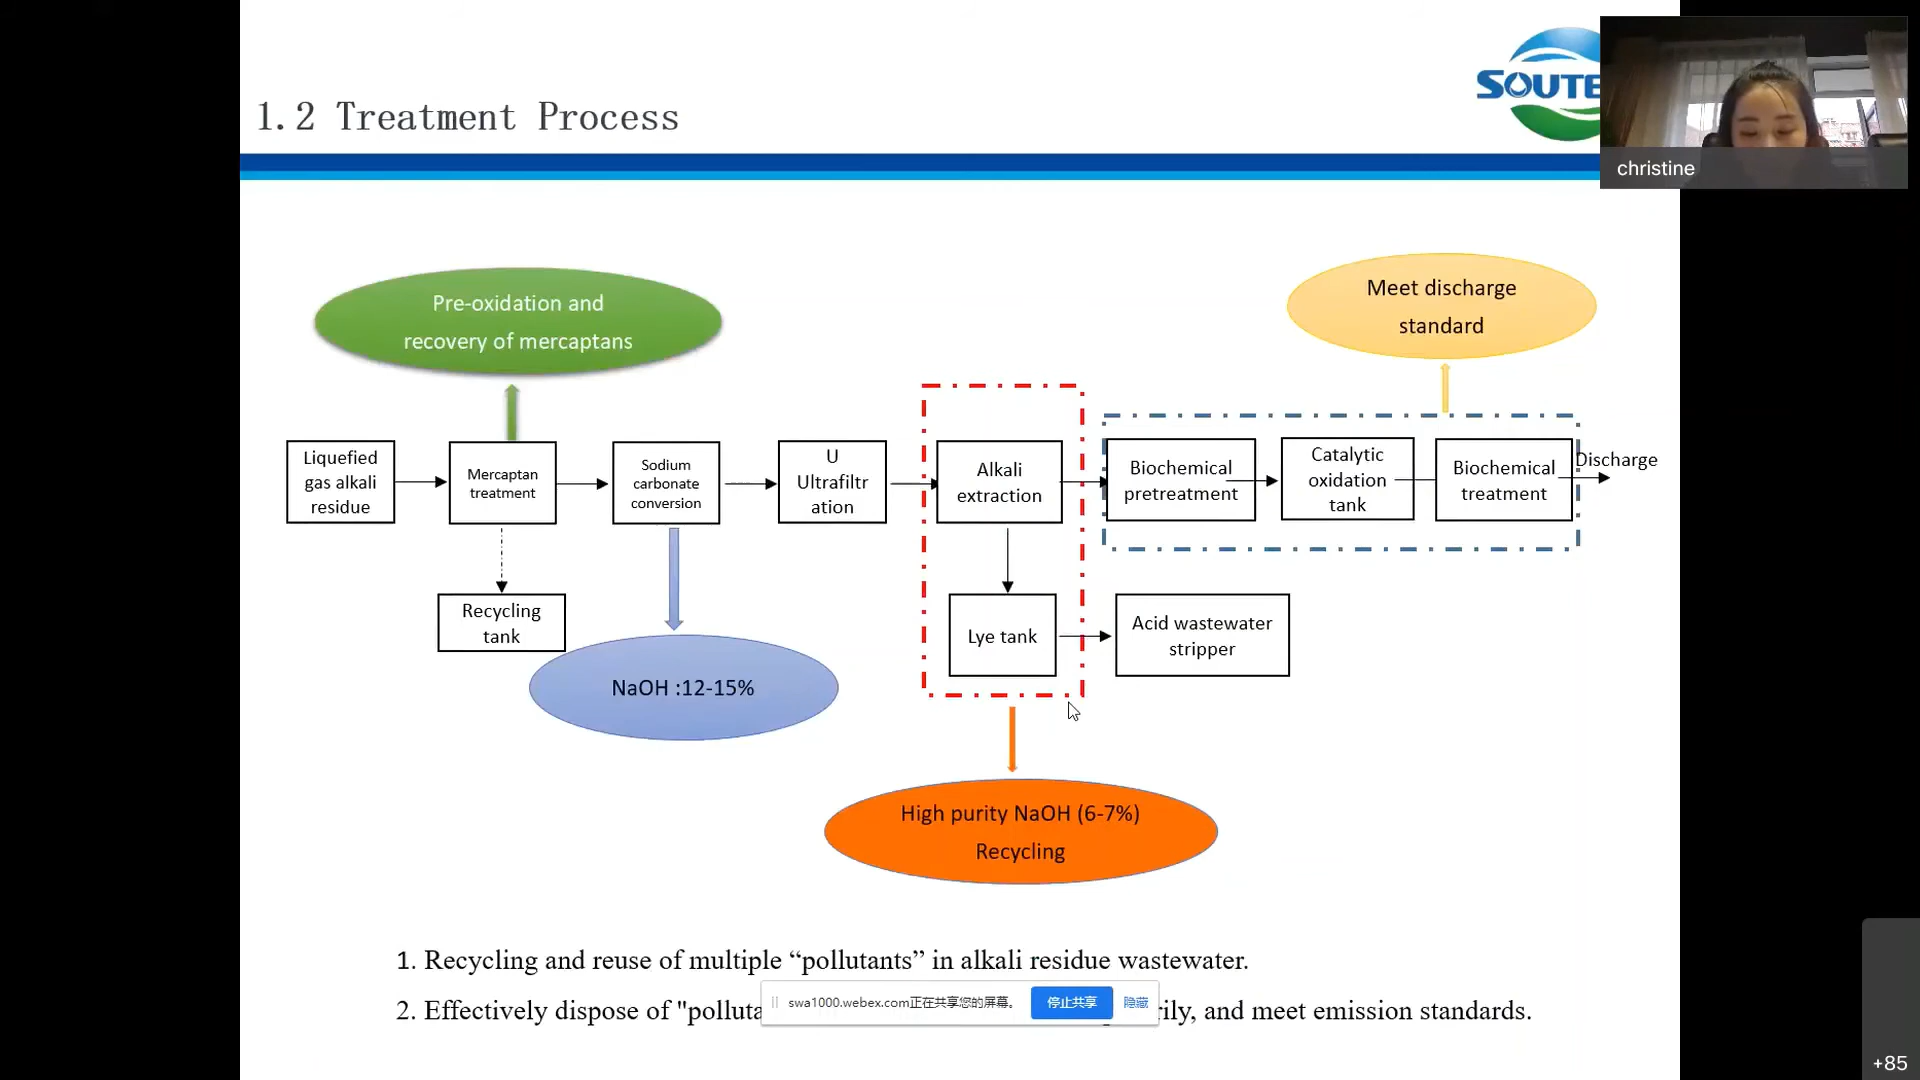 SOUTE
christine
1.2 Treatment Process
Pre-oxidation and
recovery of mercaptans
Meet discharge
standard
Liquefied
gas alkali
residue
Mercaptan
treatment
Sodium
carbonate
conversion
U
Ultrafiltr
ation
Alkali
extraction
Biochemical
pretreatment
Catalytic
oxidation
tank
Biochemical
treatment
Discharge
Recycling
tank
Lye tank
Acid wastewater
stripper
NaOH :12-15%
High purity NaOH (6-7%)
Recycling
1. Recycling and reuse of multiple “pollutants” in alkali residue wastewater.
2. Effectively dispose of "polluta rily, and meet emission standards.
swa1000.webex.com正在共享您的屏幕。 停止共享 隐藏
+85